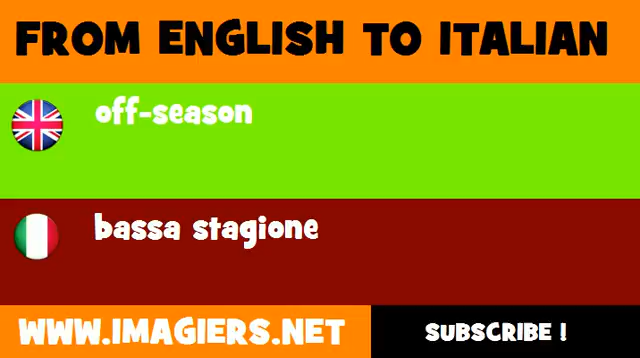 FROM ENGLISH TO ITALIAN
off-season
bassa stagione
WWW.IMAGIERS.NET
SUBSCRIBE !